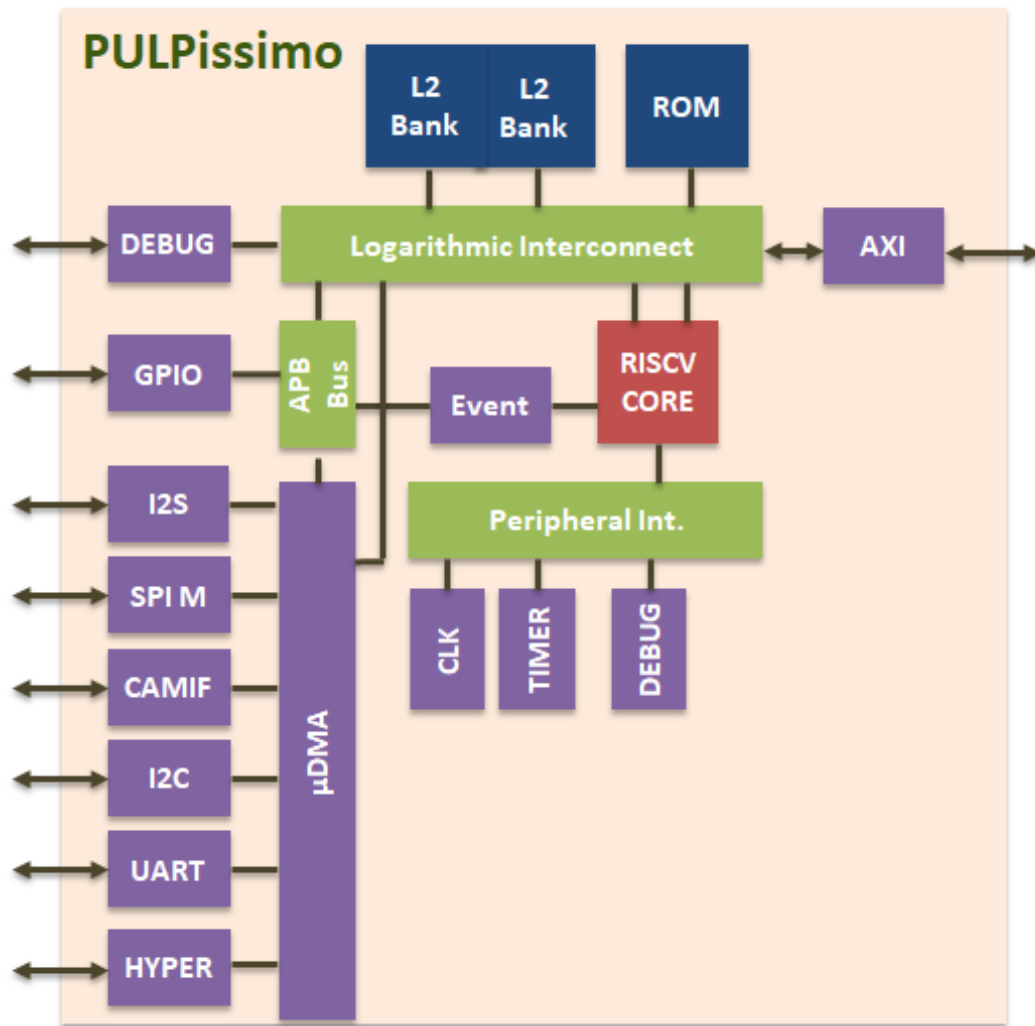 PULPissimo
L2
Bank
L2
Bank
ROM
DEBUG
Logarithmic Interconnect
AXI
GPIO
APB
Bus
Event
RISCV
CORE
I2S
Peripheral Int.
SPI M
CLK
TIMER
DEBUG
CAMIF
µDMA
I2C
UART
HYPER